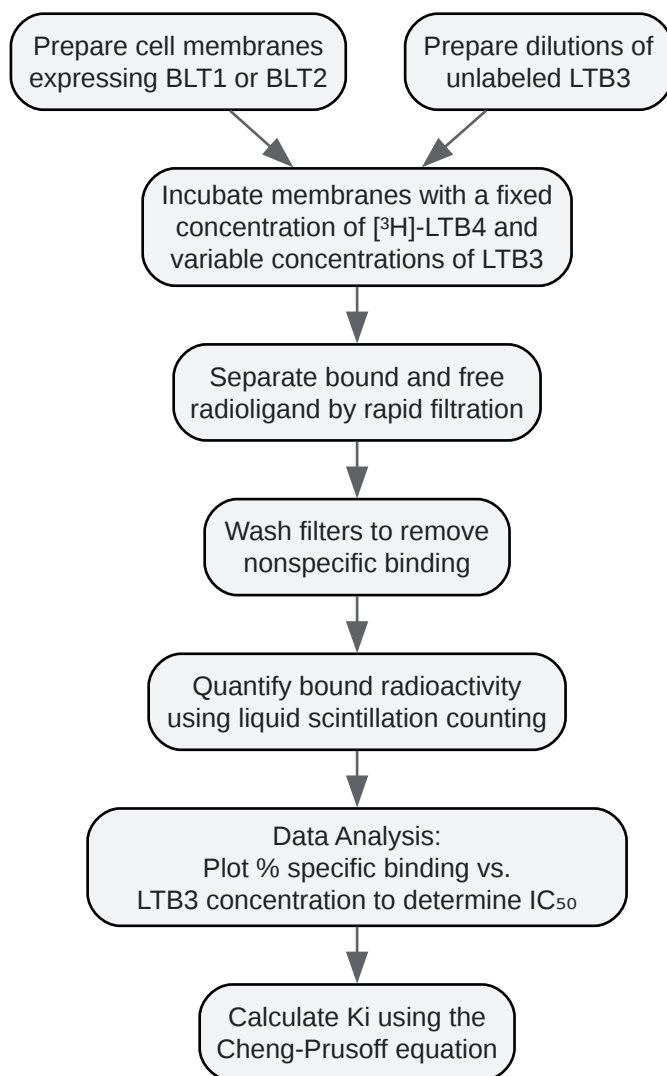 Prepare cell membranes
expressing BLT1 or BLT2
Prepare dilutions of
unlabeled LTB3
Incubate membranes with a fixed
concentration of [³H]-LTB4 and
variable concentrations of LTB3
Separate bound and free
radioligand by rapid filtration
Wash filters to remove
nonspecific binding
Quantify bound radioactivity
using liquid scintillation counting
Data Analysis:
Plot % specific binding vs.
LTB3 concentration to determine IC₅₀
Calculate Ki using the
Cheng-Prusoff equation